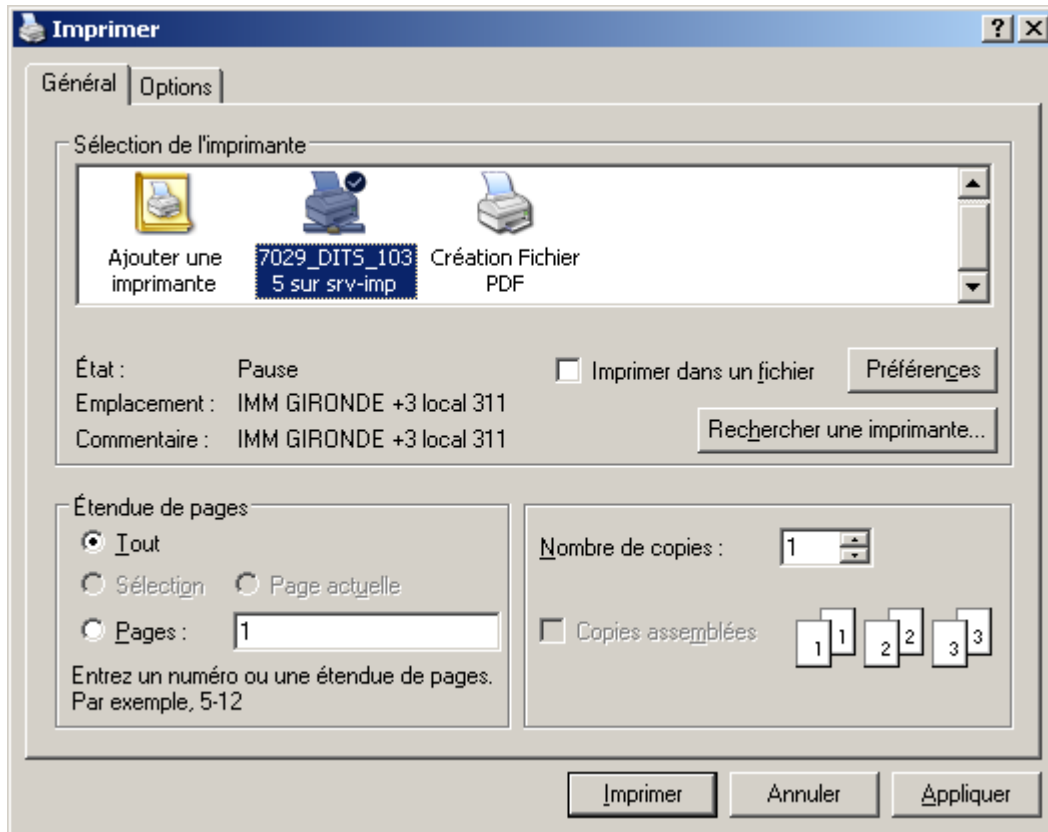 Imprimer
Général
Options
Sélection de l'imprimante
Ajouter une
imprimante
7029_DITS_103
5 sur srv-imp
Création Fichier
PDF
État :
Pause
Imprimer dans un fichier
Préférences
Emplacement :
IMM GIRONDE +3 local 311
Commentaire :
IMM GIRONDE +3 local 311
Rechercher une imprimante...
Étendue de pages
Tout
Sélection
Page actuelle
Pages :
1
Entrez un numéro ou une étendue de pages.
Par exemple, 5-12
Nombre de copies :
1
Copies assemblées
1 1 2 2 3 3
Imprimer
Annuler
Appliquer